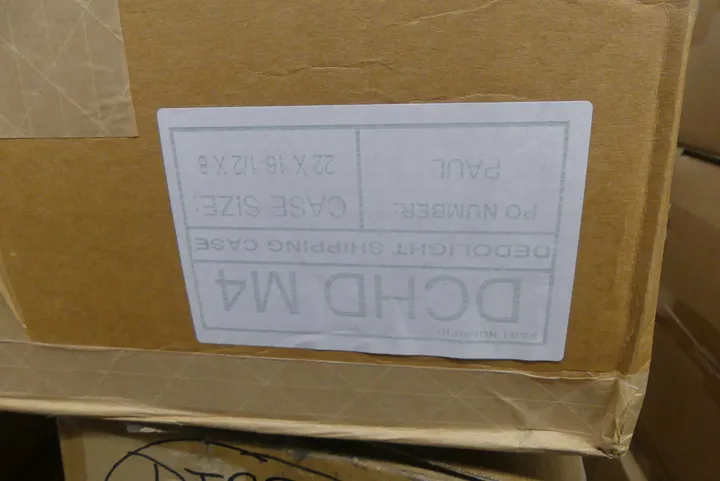 PART NUMBER:
DCHD M4
DEDOLIGHT SHIPPING CASE
PO NUMBER:
PAUL
CASE SIZE:
22 X 16-1/2 X 8